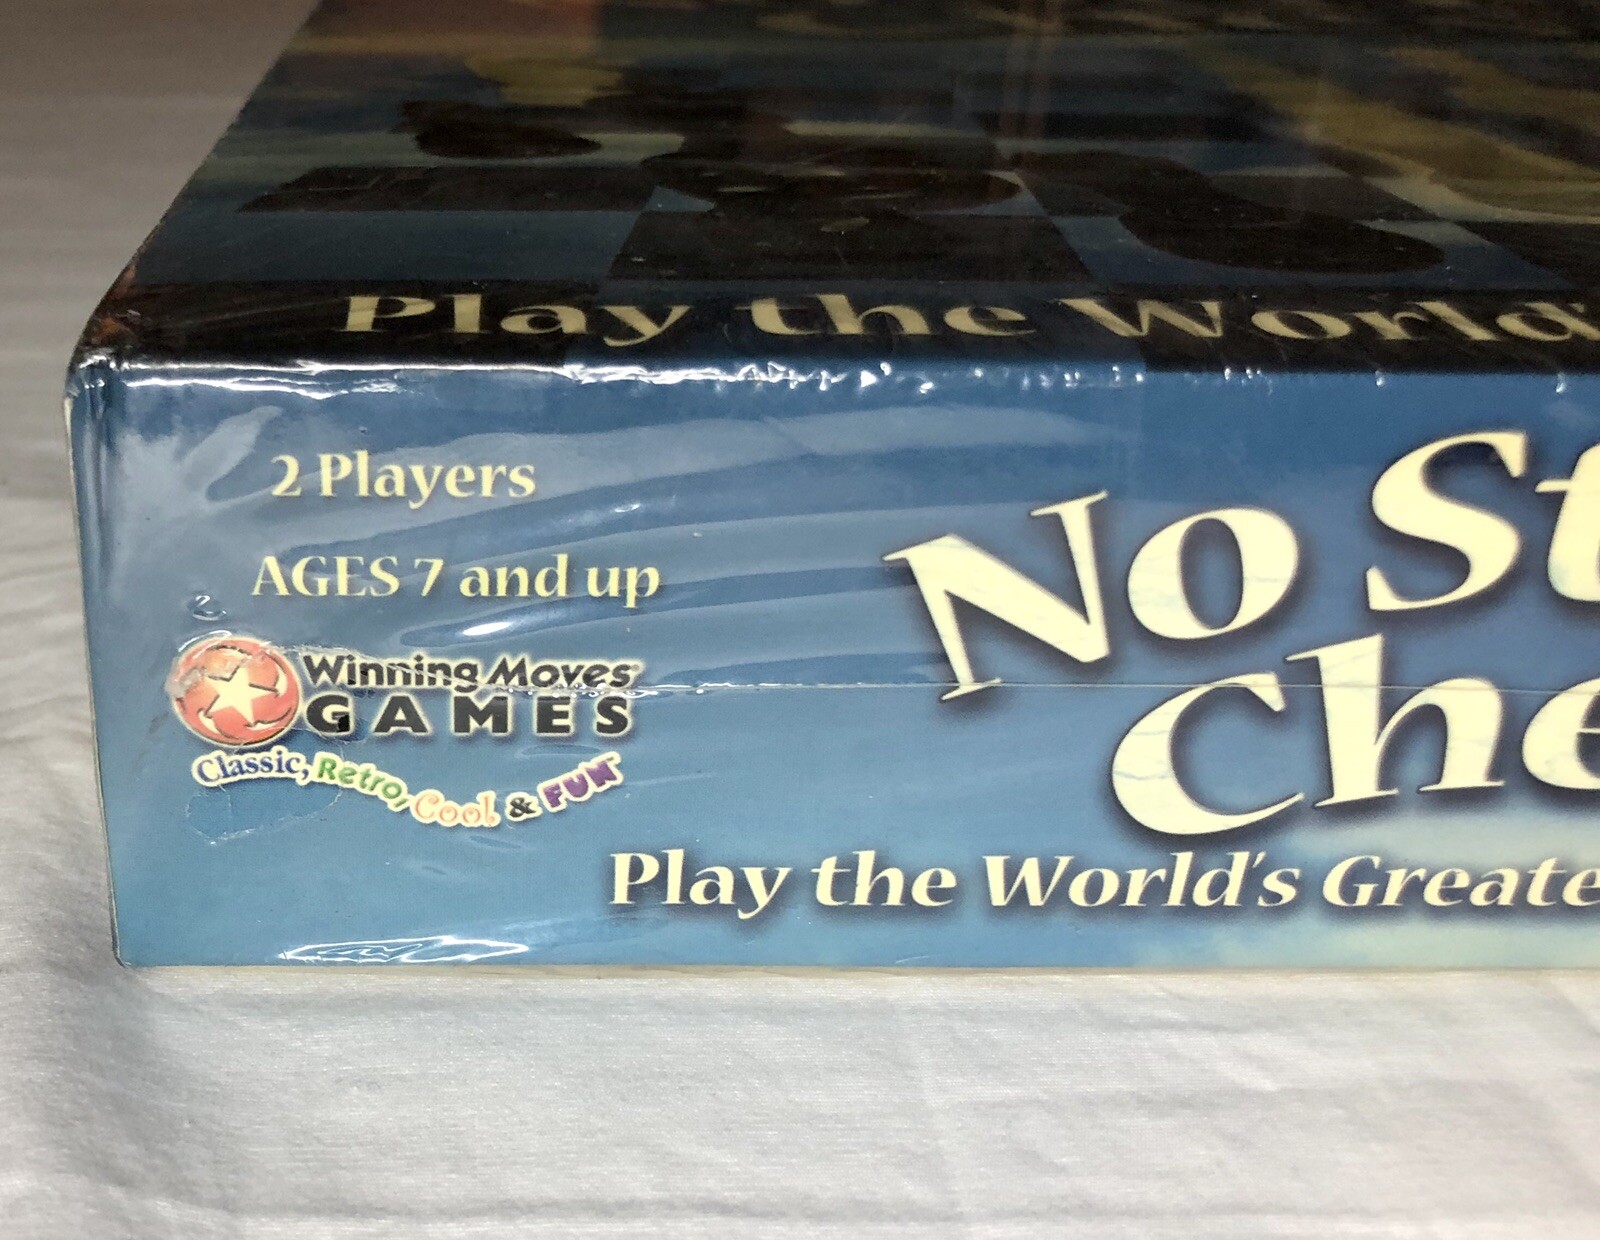 Play the World's
2 Players
AGES 7 and up
Winning Moves
GAMES
Classic, Retro, Cool & FUN
No St
Che
Play the World's Greate